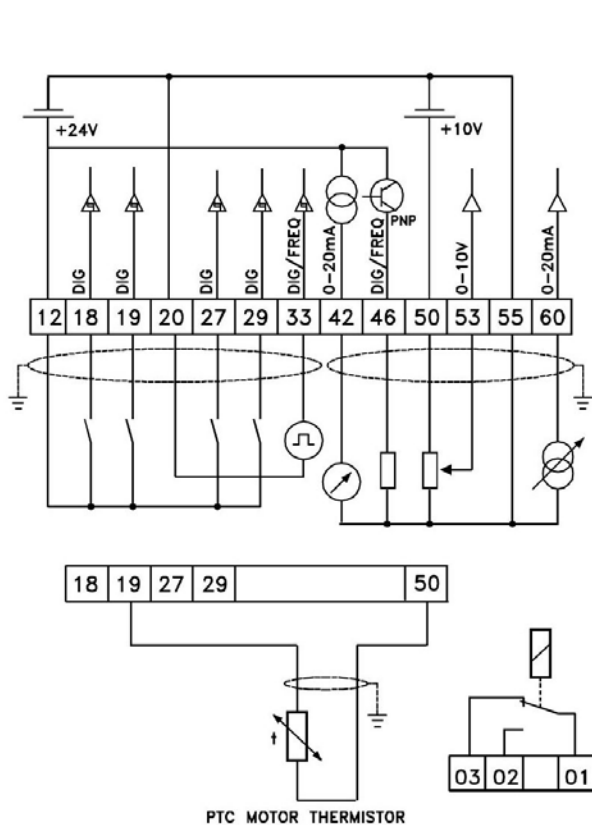 +24V
+10V
DIG
DIG
DIG
DIG
DIG/FREQ
0-20mA
DIG/FREQ
PNP
0-10V
0-20mA
12 18 19 20 27 29 33 42 46 50 53 55 60
18 19 27 29 50
t
03 02 01
PTC MOTOR THERMISTOR